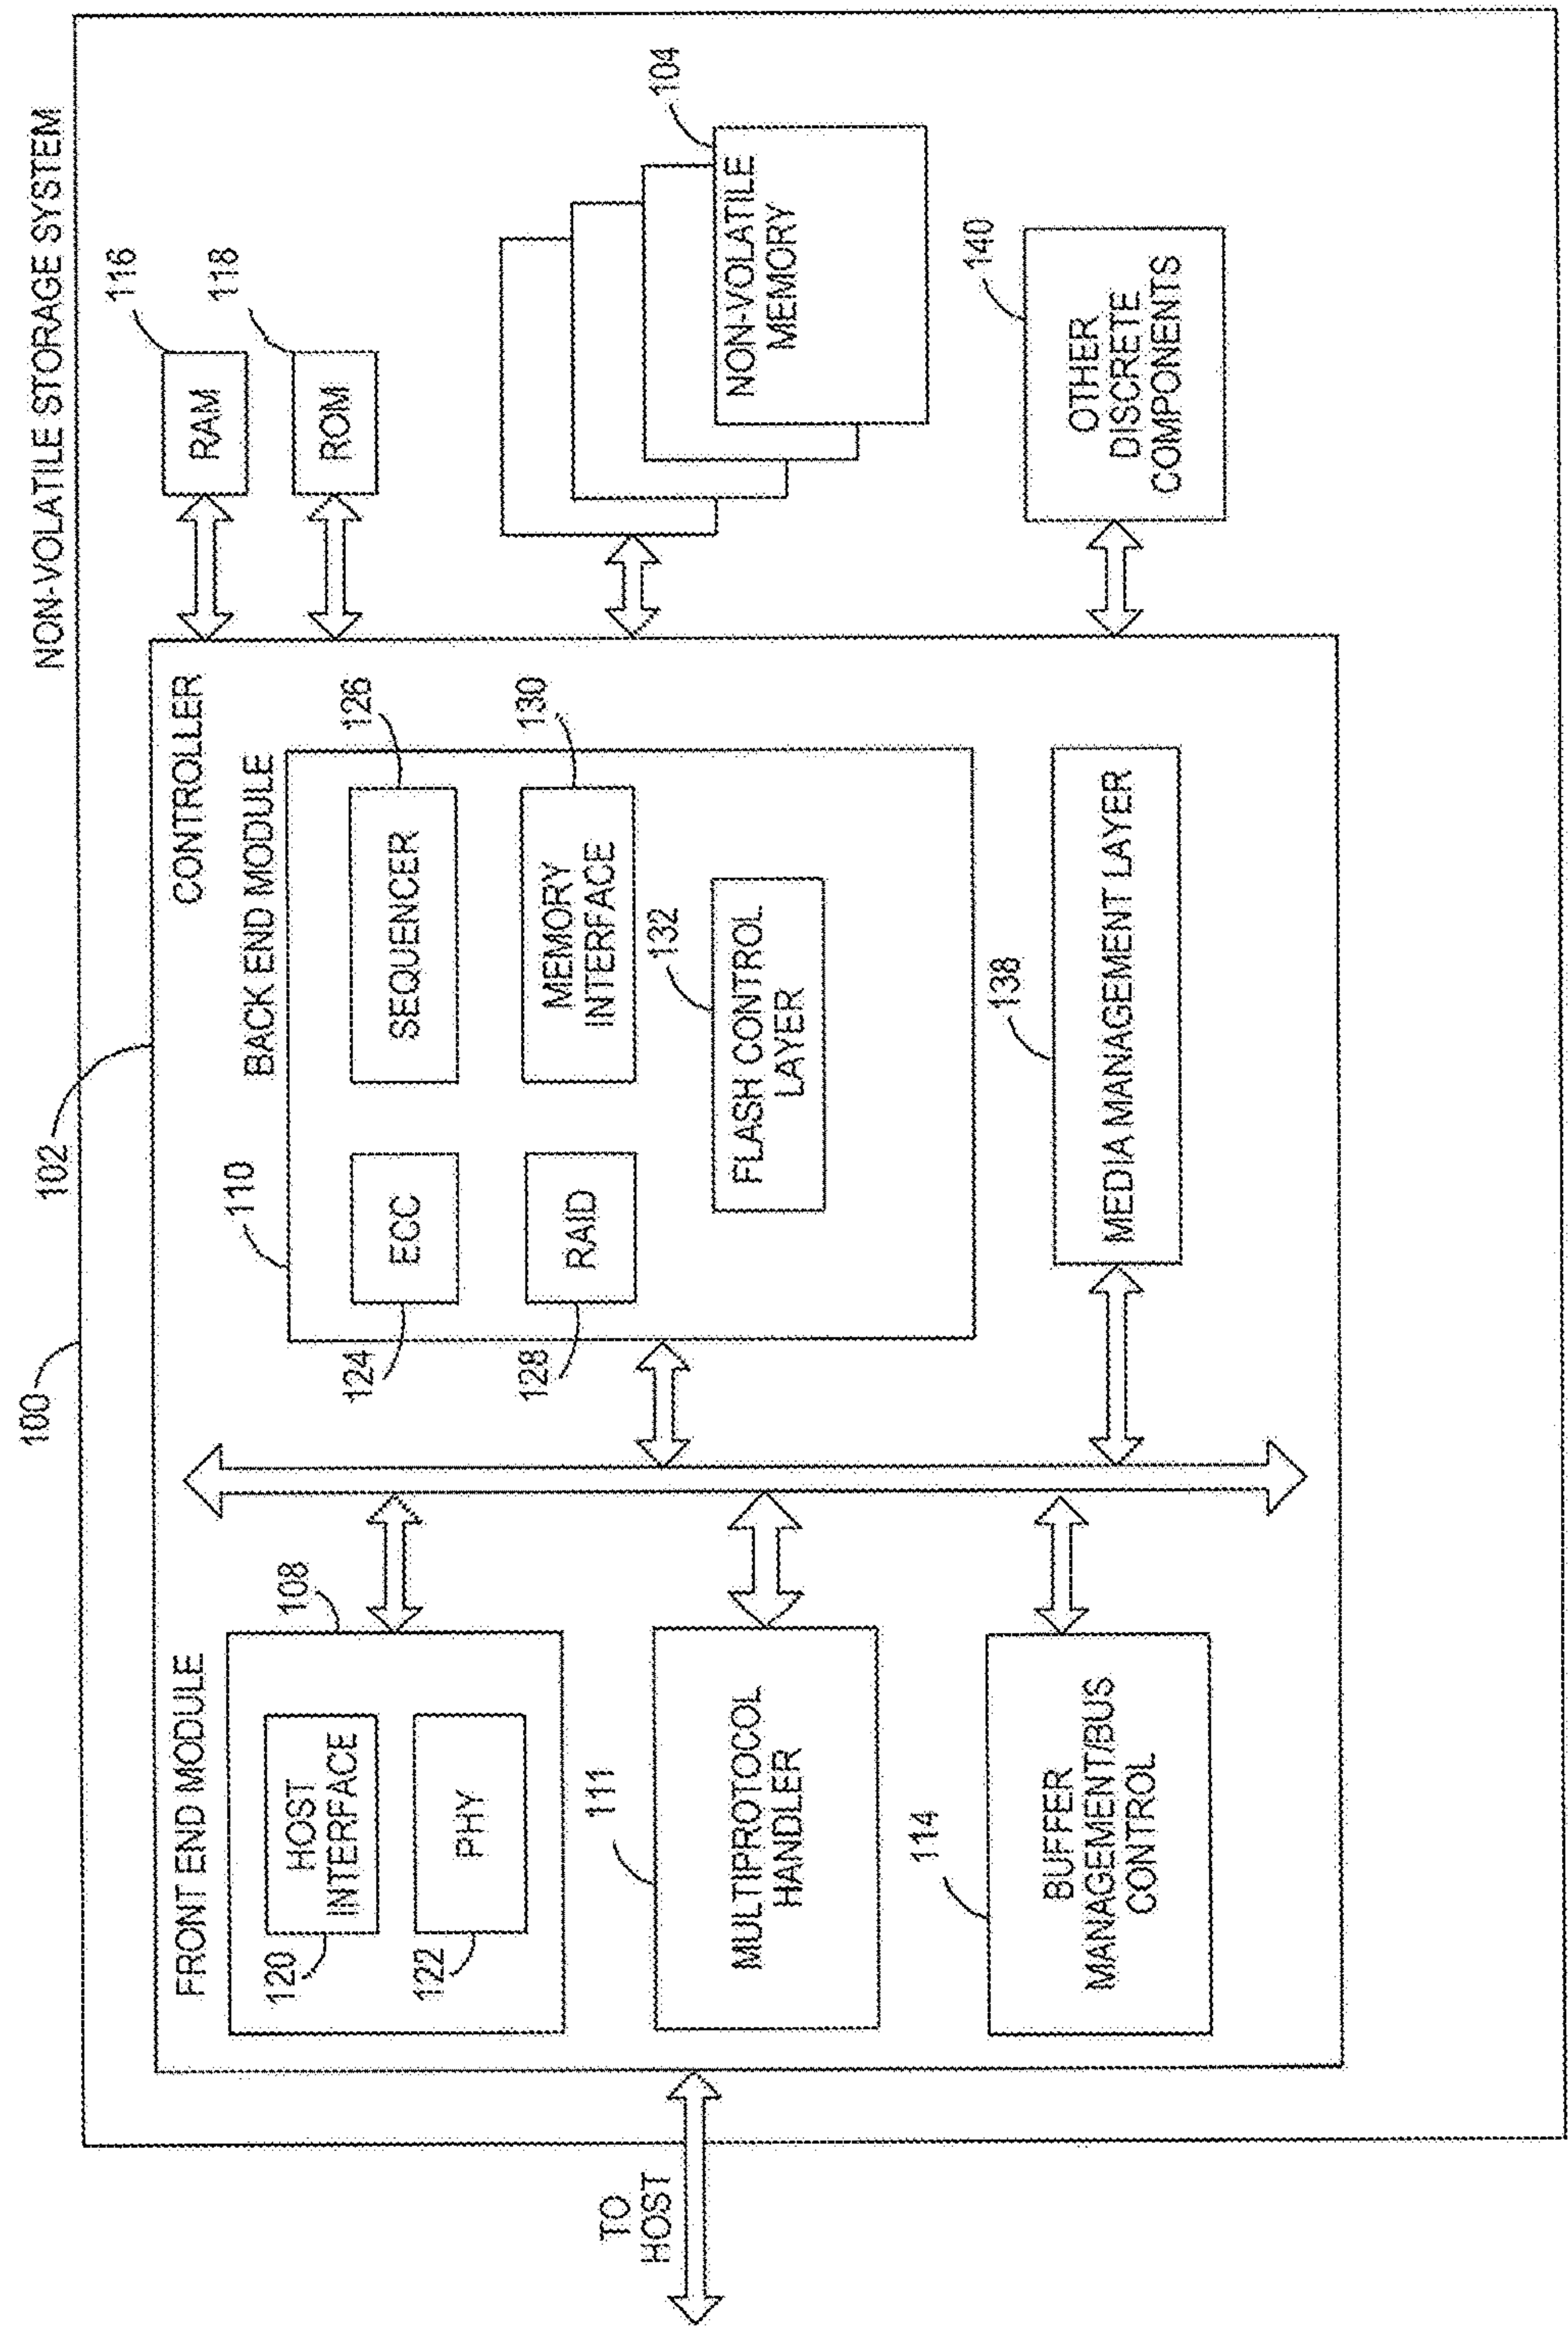 NON-VOLATILE STORAGE SYSTEM
100
102
CONTROLLER
FRONT END MODULE
108
HOST
INTERFACE
120
PHY
122
111
MULTIPROTOCOL
HANDLER
114
BUFFER
MANAGEMENT/BUS
CONTROL
TO
HOST
BACK END MODULE
110
124
ECC
SEQUENCER
126
128
RAID
MEMORY
INTERFACE
130
132
FLASH CONTROL
LAYER
138
MEDIA MANAGEMENT LAYER
116
RAM
118
ROM
104
NON-VOLATILE
MEMORY
140
OTHER
DISCRETE
COMPONENTS